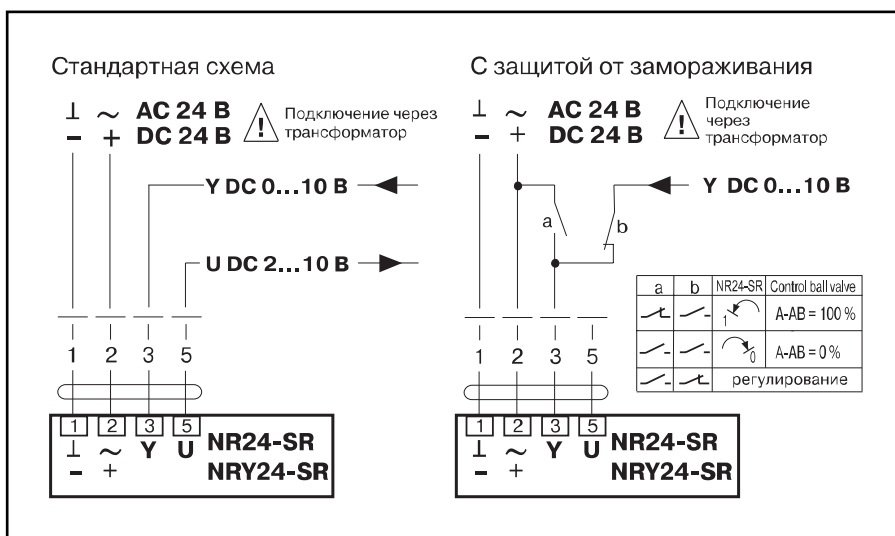 Стандартная схема
⊥ ~ AC 24 В
− + DC 24 В
Подключение через
трансформатор
Y DC 0...10 В
U DC 2...10 В
1 2 3 5
1 2 3 5
⊥ ~ Y U
− +
NR24-SR
NRY24-SR
С защитой от замораживания
⊥ ~ AC 24 В
− + DC 24 В
Подключение
через
трансформатор
Y DC 0...10 В
a b
a b NR24-SR Control ball valve
1 A-AB = 100 %
0 A-AB = 0 %
регулирование
1 2 3 5
1 2 3 5
⊥ ~ Y U
− +
NR24-SR
NRY24-SR